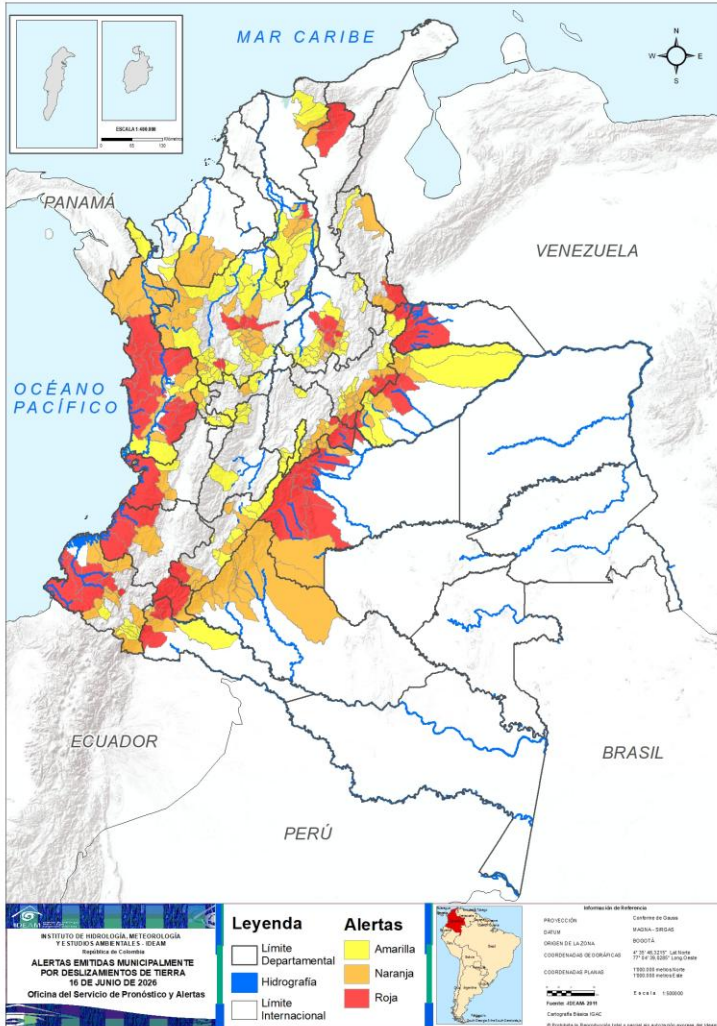 MAR CARIBE
N
W
E
S
ESCALA 1:400.000
PANAMÁ
VENEZUELA
OCÉANO
PACÍFICO
ECUADOR
BRASIL
PERÚ
IDEAM
INSTITUTO DE HIDROLOGÍA, METEOROLOGÍA
Y ESTUDIOS AMBIENTALES - IDEAM
República de Colombia
ALERTAS EMITIDAS MUNICIPALMENTE
POR DESLIZAMIENTOS DE TIERRA
16 DE JUNIO DE 2026
Oficina del Servicio de Pronóstico y Alertas
Leyenda
Límite
Departamental
Hidrografía
Límite
Internacional
Alertas
Amarilla
Naranja
Roja
Información de Referencia
PROYECCIÓN
Conforme de Gauss
DATUM
MAGNA-SIRGAS
ORIGEN DE LA ZONA
BOGOTÁ
COORDENADAS GEOGRÁFICAS
COORDENADAS PLANAS
Fuente: IDEAM 2011
Cartografía Básica IGAC